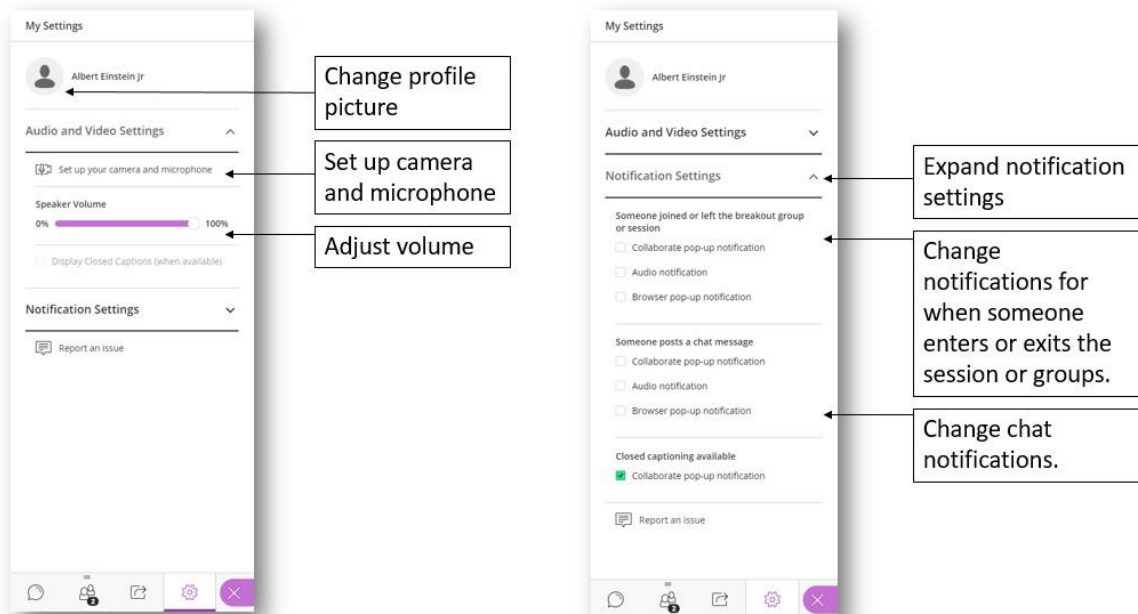 My Settings
Albert Einstein Jr
Audio and Video Settings
Set up your camera and microphone
Speaker Volume
0% 100%
Display Closed Captions (when available)
Notification Settings
Report an issue
2
Change profile
picture
Set up camera
and microphone
Adjust volume
My Settings
Albert Einstein Jr
Audio and Video Settings
Notification Settings
Someone joined or left the breakout group
or session
Collaborate pop-up notification
Audio notification
Browser pop-up notification
Someone posts a chat message
Collaborate pop-up notification
Audio notification
Browser pop-up notification
Closed captioning available
Collaborate pop-up notification
Report an issue
2
Expand notification
settings
Change
notifications for
when someone
enters or exits the
session or groups.
Change chat
notifications.